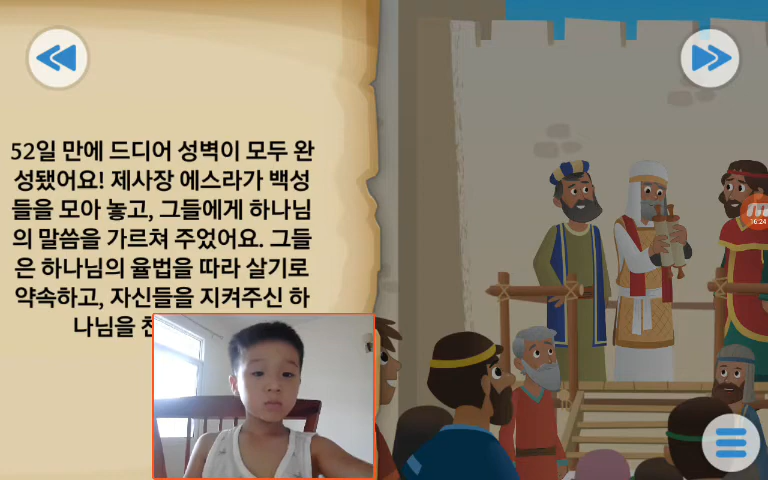 52일 만에 드디어 성벽이 모두 완
성됐어요! 제사장 에스라가 백성
들을 모아 놓고, 그들에게 하나님
의 말씀을 가르쳐 주었어요. 그들
은 하나님의 율법을 따라 살기로
약속하고, 자신들을 지켜주신 하
나님을
16:24